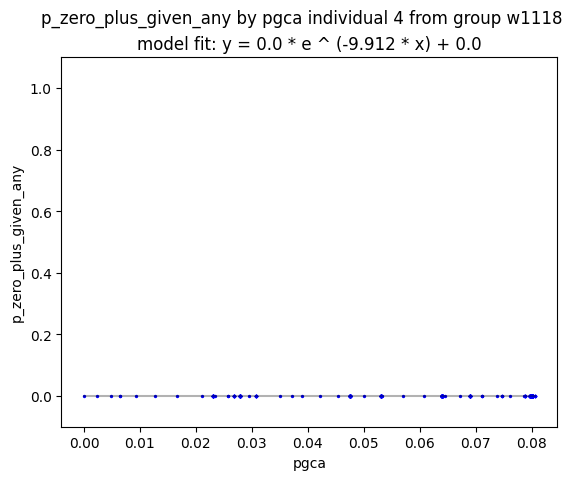 p_zero_plus_given_any by pgca individual 4 from group w1118
model fit: y = 0.0 * e ^ (-9.912 * x) + 0.0
1.0
0.8
0.6
0.4
0.2
0.0
p_zero_plus_given_any
0.00 0.01 0.02 0.03 0.04 0.05 0.06 0.07 0.08
pgca